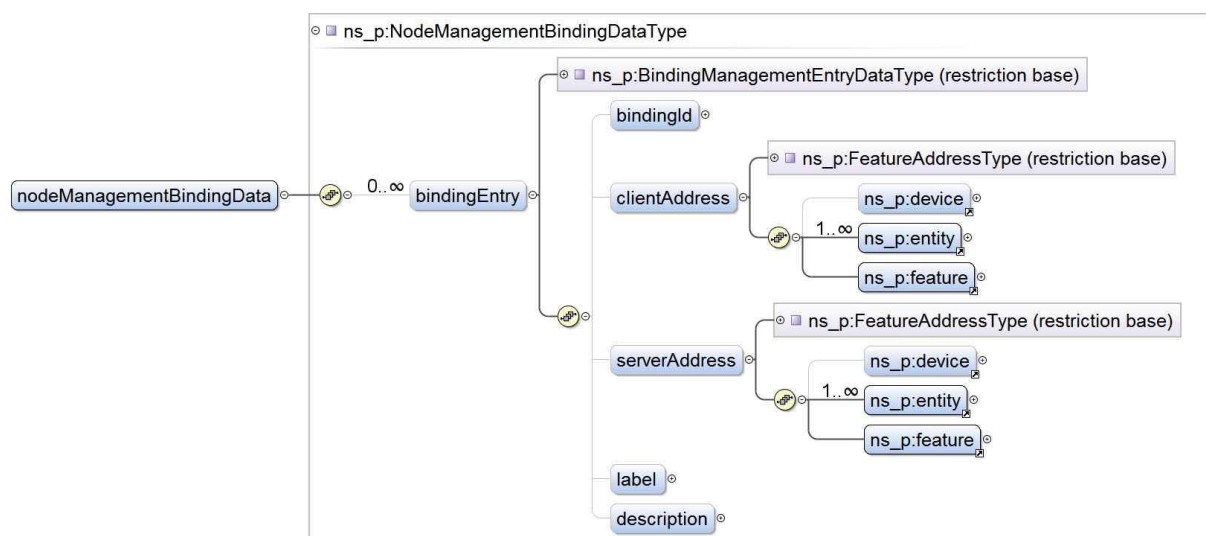 ns_p:NodeManagementBindingDataType
ns_p:BindingManagementEntryDataType (restriction base)
bindingId
ns_p:FeatureAddressType (restriction base)
nodeManagementBindingData
0..∞
bindingEntry
clientAddress
ns_p:device
1..∞
ns_p:entity
ns_p:feature
ns_p:FeatureAddressType (restriction base)
serverAddress
ns_p:device
1..∞
ns_p:entity
ns_p:feature
label
description